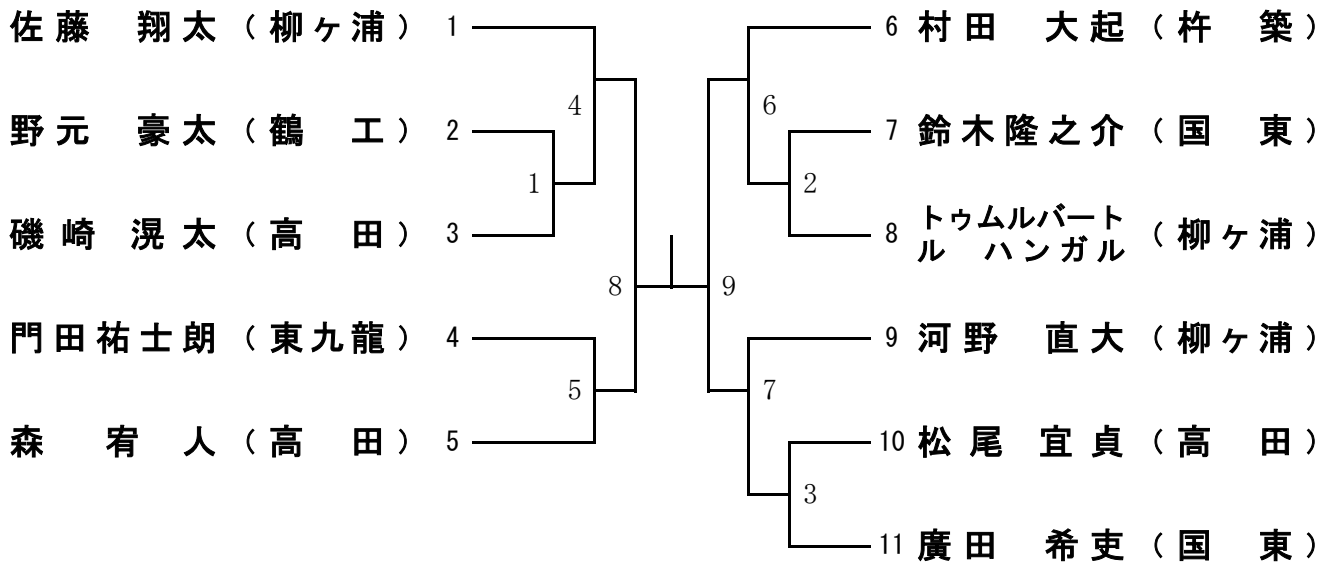 佐藤 翔太（柳ヶ浦）1
4
野元 豪太（鶴 工）2
1
磯崎 滉太（高 田）3
8
門田祐士朗（東九龍）4
5
森 宥人（高 田）5
6 村田 大起（杵 築）
6
7 鈴木隆之介（国 東）
2
8 トゥムルバート
ル ハンガル（柳ヶ浦）
9
9 河野 直大（柳ヶ浦）
7
10 松尾 宜貞（高 田）
3
11 廣田 希吏（国 東）